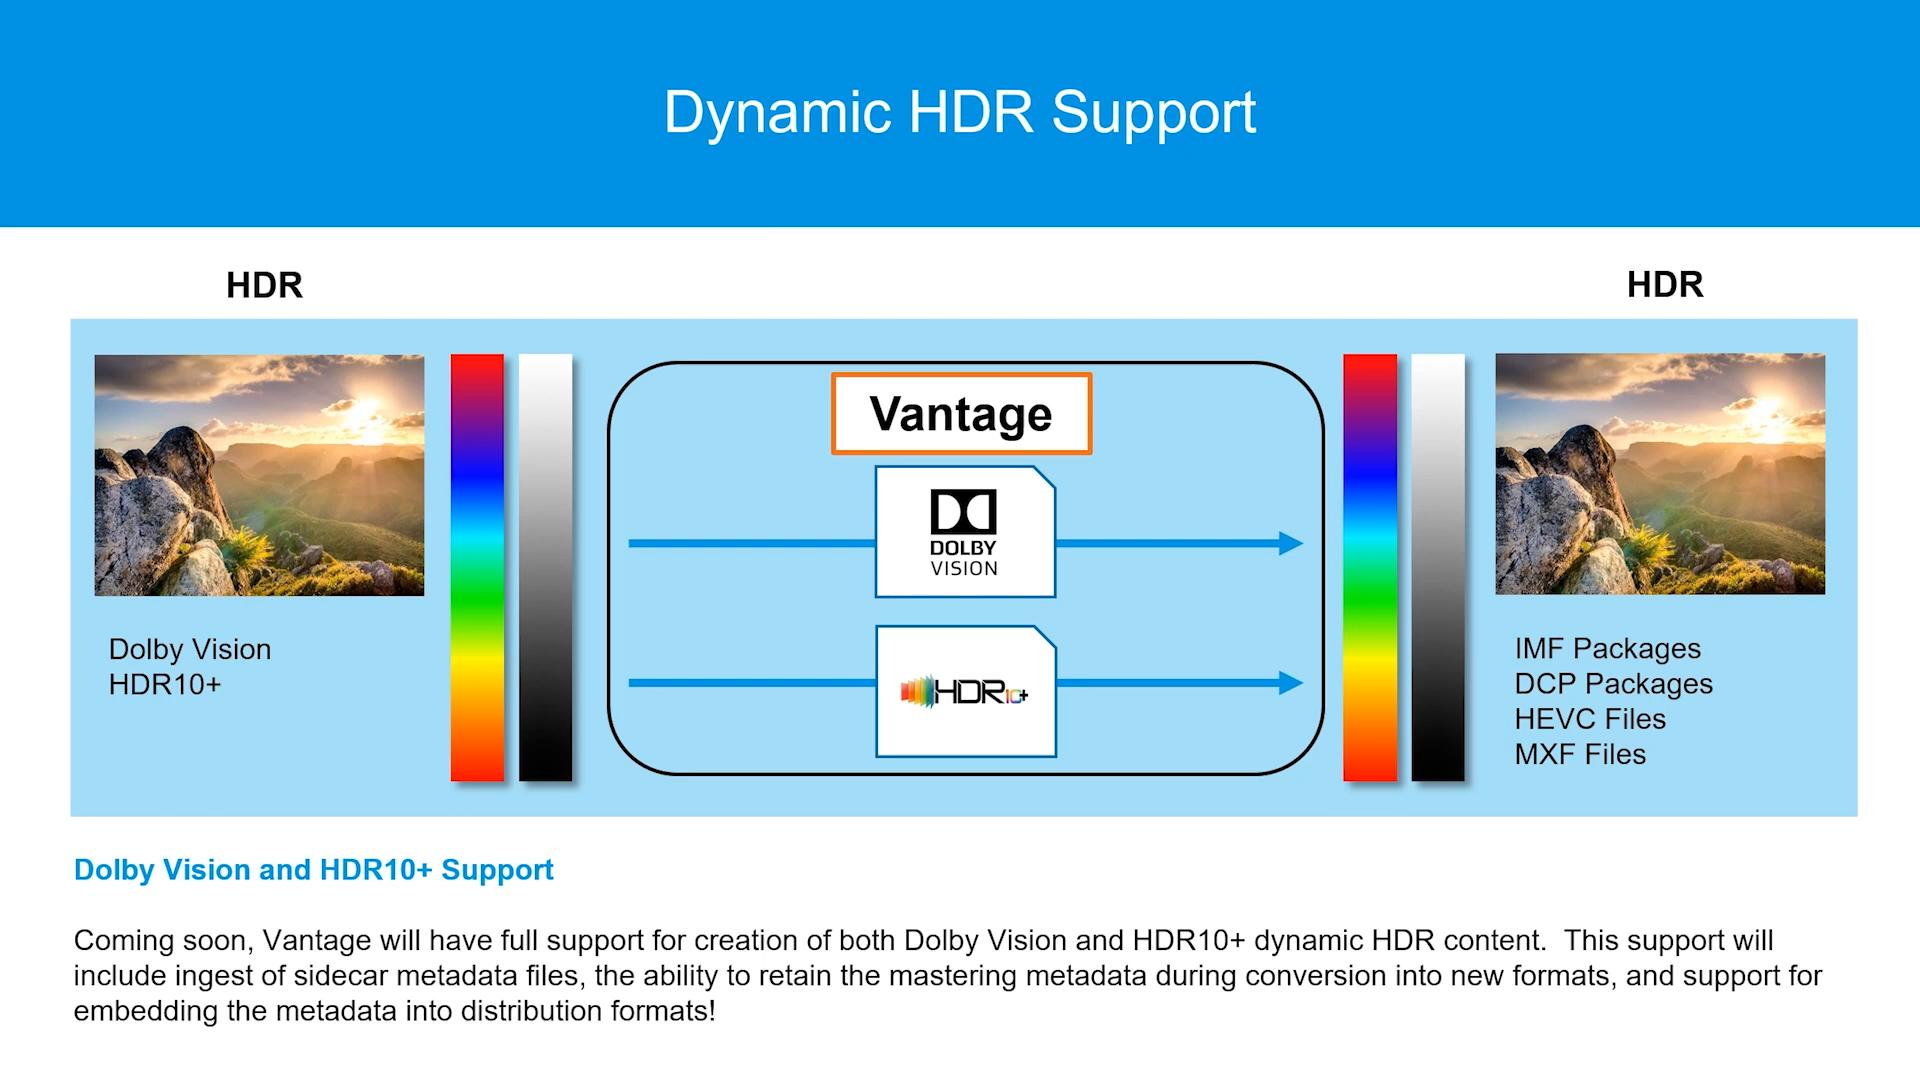 Dynamic HDR Support
HDR
HDR
Vantage
DOLBY
VISION
HDR10+
Dolby Vision
HDR10+
IMF Packages
DCP Packages
HEVC Files
MXF Files
Dolby Vision and HDR10+ Support
Coming soon, Vantage will have full support for creation of both Dolby Vision and HDR10+ dynamic HDR content.  This support will
include ingest of sidecar metadata files, the ability to retain the mastering metadata during conversion into new formats, and support for
embedding the metadata into distribution formats!